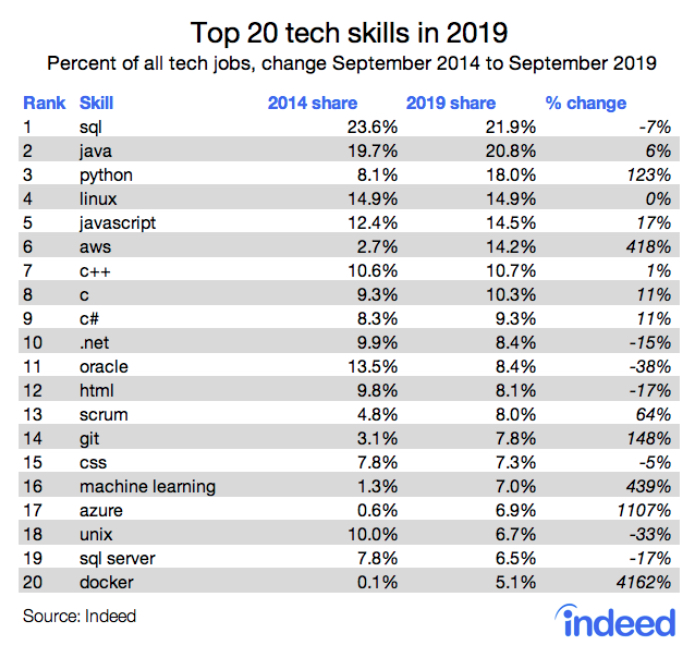 Top 20 tech skills in 2019
Percent of all tech jobs, change September 2014 to September 2019
Rank Skill 2014 share 2019 share % change
1 sql 23.6% 21.9% -7%
2 java 19.7% 20.8% 6%
3 python 8.1% 18.0% 123%
4 linux 14.9% 14.9% 0%
5 javascript 12.4% 14.5% 17%
6 aws 2.7% 14.2% 418%
7 c++ 10.6% 10.7% 1%
8 c 9.3% 10.3% 11%
9 c# 8.3% 9.3% 11%
10 .net 9.9% 8.4% -15%
11 oracle 13.5% 8.4% -38%
12 html 9.8% 8.1% -17%
13 scrum 4.8% 8.0% 64%
14 git 3.1% 7.8% 148%
15 css 7.8% 7.3% -5%
16 machine learning 1.3% 7.0% 439%
17 azure 0.6% 6.9% 1107%
18 unix 10.0% 6.7% -33%
19 sql server 7.8% 6.5% -17%
20 docker 0.1% 5.1% 4162%
Source: Indeed
indeed